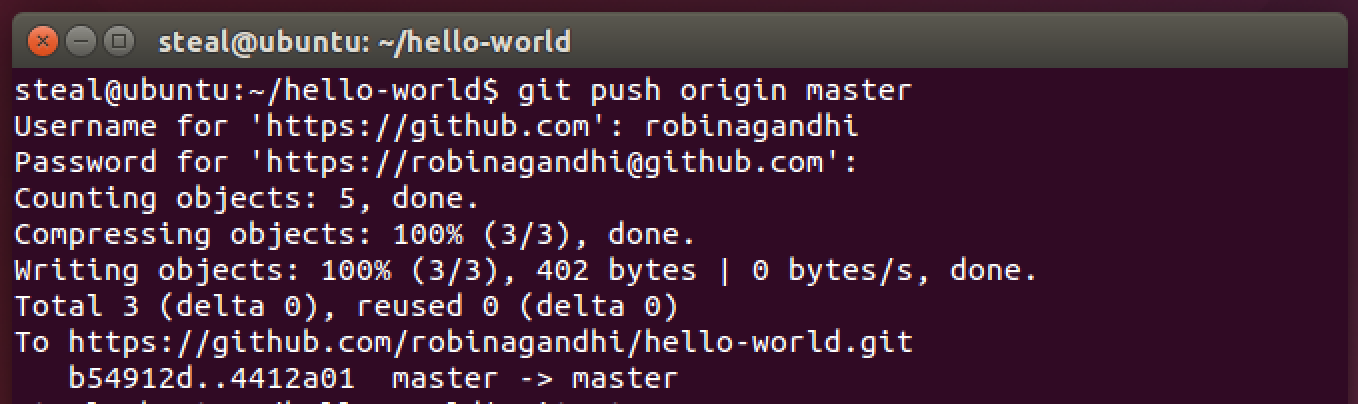 steal@ubuntu: ~/hello-world
steal@ubuntu:~/hello-world$ git push origin master
Username for 'https://github.com': robinagandhi
Password for 'https://robinagandhi@github.com':
Counting objects: 5, done.
Compressing objects: 100% (3/3), done.
Writing objects: 100% (3/3), 402 bytes | 0 bytes/s, done.
Total 3 (delta 0), reused 0 (delta 0)
To https://github.com/robinagandhi/hello-world.git
   b54912d..4412a01  master -> master